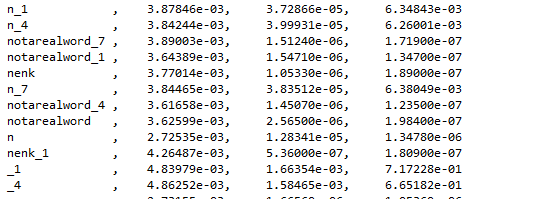 n_1 , 3.87846e-03, 3.72866e-05, 6.34843e-03
n_4 , 3.84244e-03, 3.99931e-05, 6.26001e-03
notarealword_7 , 3.89003e-03, 1.51240e-06, 1.71900e-07
notarealword_1 , 3.64389e-03, 1.54710e-06, 1.34700e-07
nenk , 3.77014e-03, 1.05330e-06, 1.89000e-07
n_7 , 3.84465e-03, 3.83512e-05, 6.38049e-03
notarealword_4 , 3.61658e-03, 1.45070e-06, 1.23500e-07
notarealword , 3.62599e-03, 2.56500e-06, 1.98400e-07
n , 2.72535e-03, 1.28341e-05, 1.34780e-06
nenk_1 , 4.26487e-03, 5.36000e-07, 1.80900e-07
_1 , 4.83979e-03, 1.66354e-03, 7.17228e-01
_4 , 4.86252e-03, 1.58465e-03, 6.65182e-01